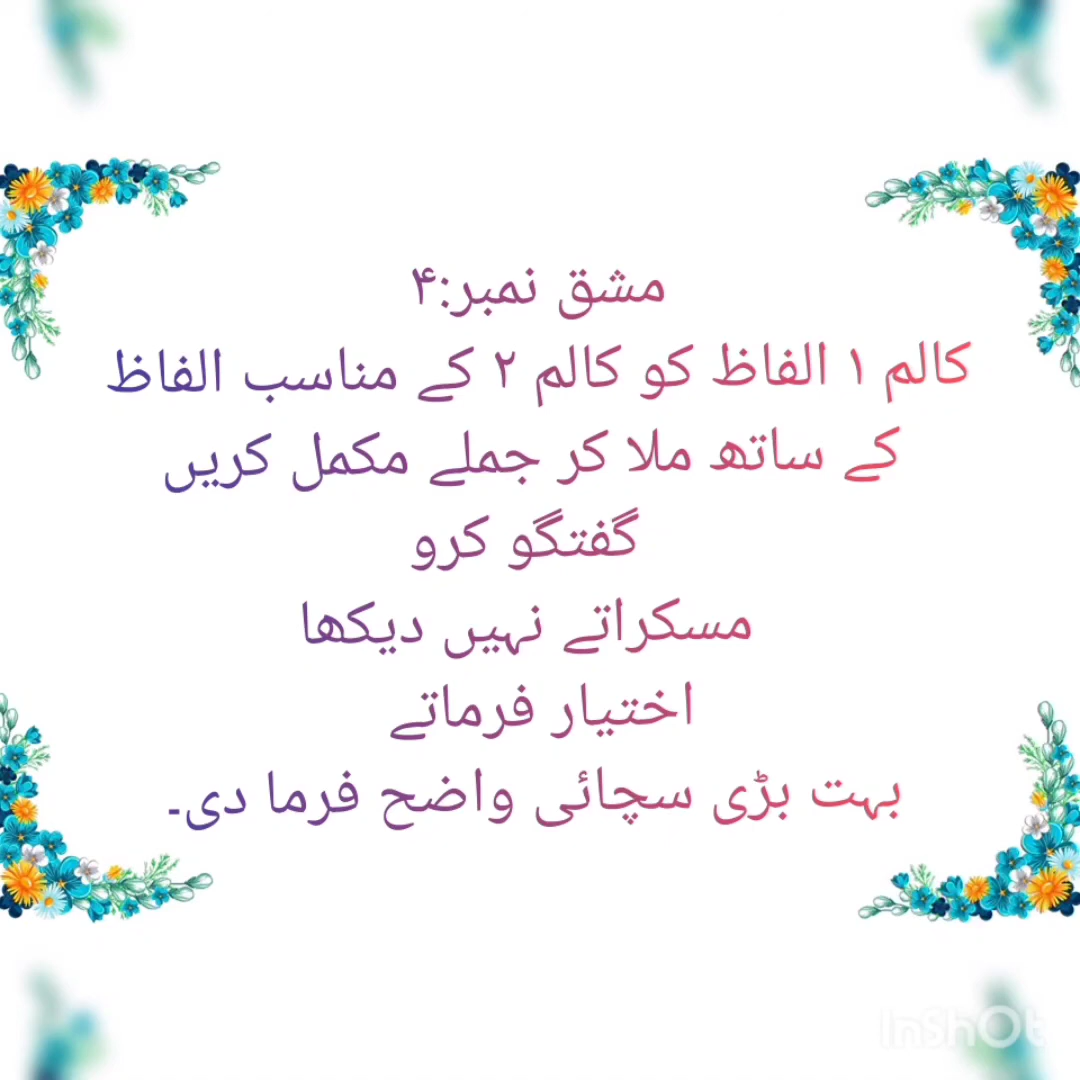 مشق نمبر:۴
کالم ۱ الفاظ کو کالم ۲ کے مناسب الفاظ
کے ساتھ ملا کر جملے مکمل کریں
گفتگو کرو
مسکراتے نہیں دیکھا
اختیار فرماتے
بہت بڑی سچائی واضح فرما دی۔
InShOt